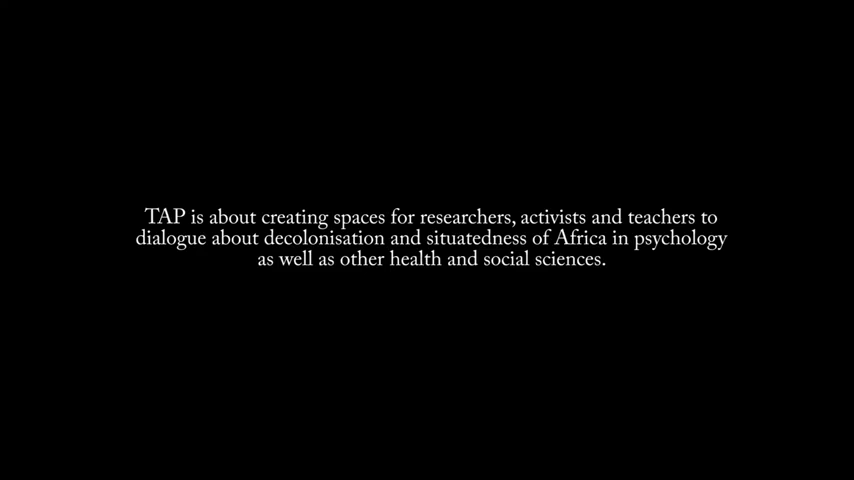 TAP is about creating spaces for researchers, activists and teachers to
dialogue about decolonisation and situatedness of Africa in psychology
as well as other health and social sciences.